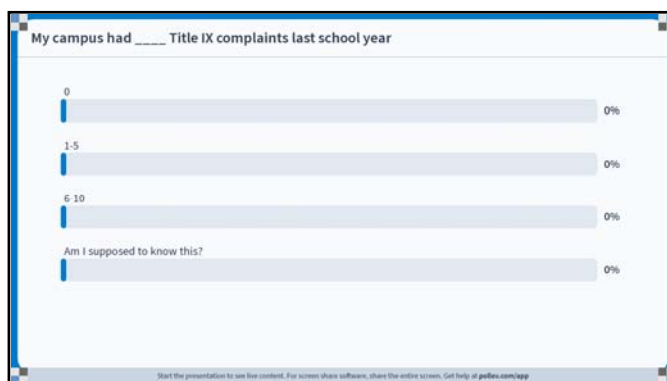 My campus had ____ Title IX complaints last school year
0
0%
1-5
0%
6-10
0%
Am I supposed to know this?
0%
Start the presentation to see live content. For screen share software, share the entire screen. Get help at pollev.com/app